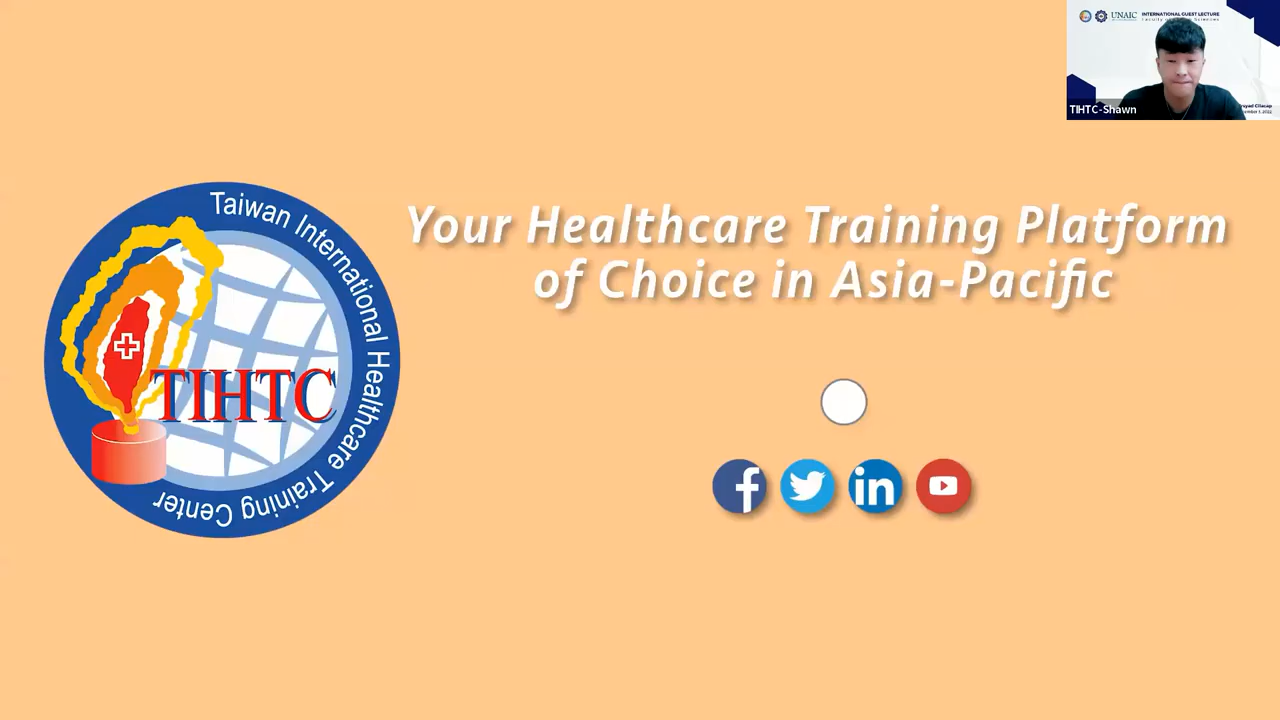 UNAIC
INTERNATIONAL GUEST LECTURE
TIHTC-Shawn
Your Healthcare Training Platform
of Choice in Asia-Pacific
Taiwan International Healthcare Training Center
TIHTC